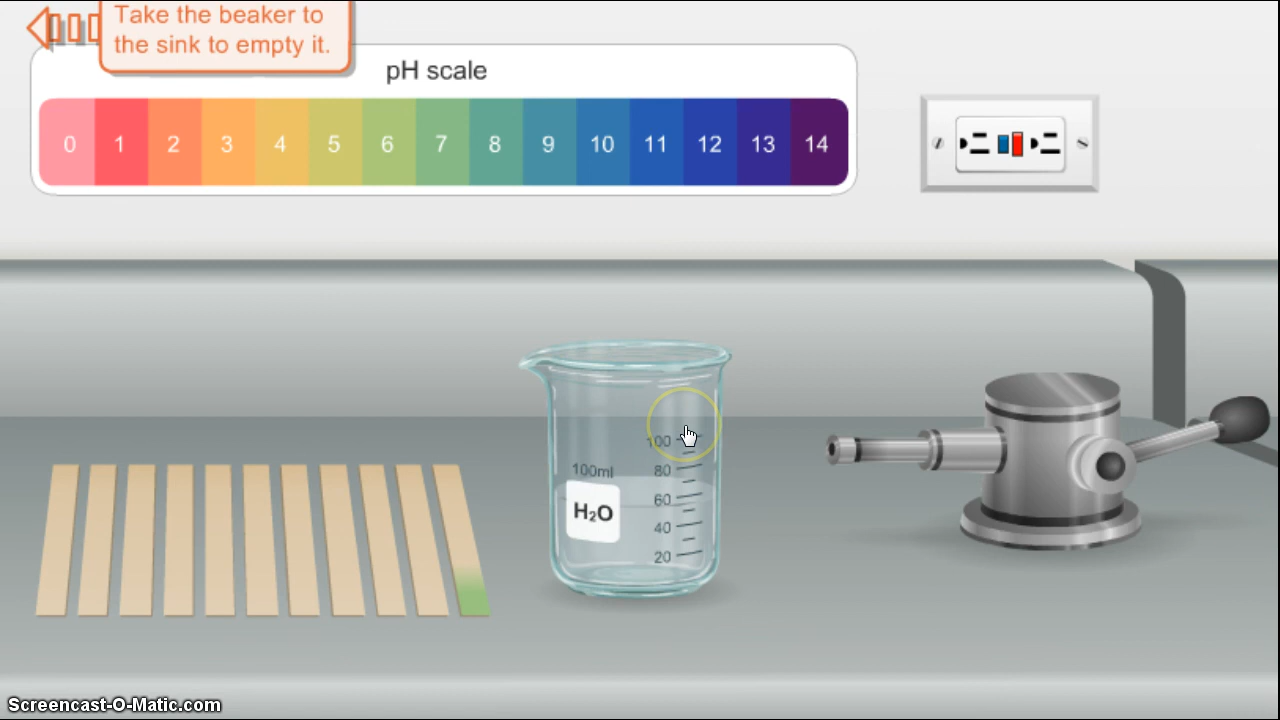 Take the beaker to
the sink to empty it.
pH scale
0 1 2 3 4 5 6 7 8 9 10 11 12 13 14
100
100ml
80
H₂O
60
40
20
Screencast-O-Matic.com